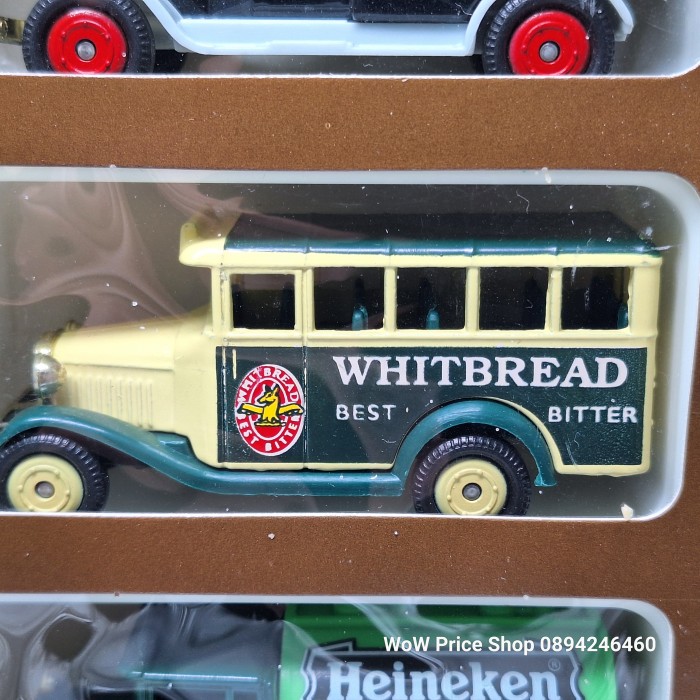 WHITBREAD
BEST BITTER
WHITBREAD
BEST BITTER
WoW Price Shop 0894246460
Heineken